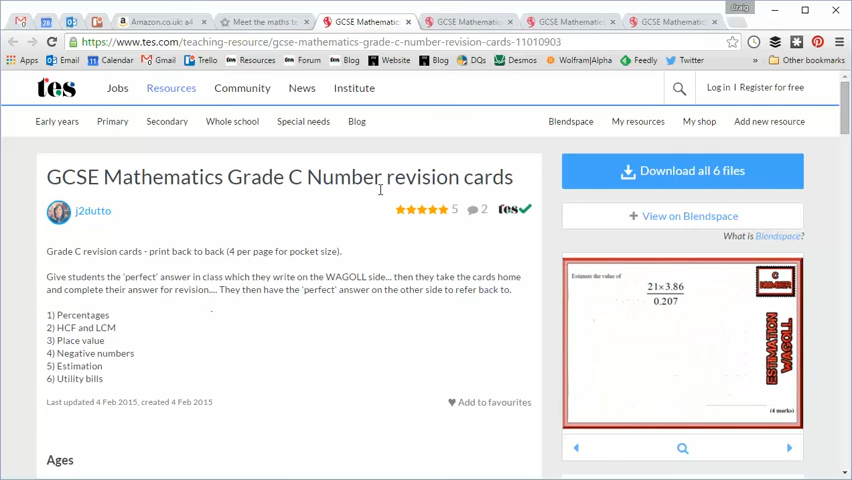 Craig
Amazon.co.uk: a4
Meet the maths te
GCSE Mathematics
GCSE Mathematic
GCSE Mathematic
GCSE Mathematic
https://www.tes.com/teaching-resource/gcse-mathematics-grade-c-number-revision-cards-11010903
Apps
Email
Calendar
Gmail
Trello
Resources
Forum
Blog
Website
Blog
DQs
Desmos
Wolfram|Alpha
Feedly
Twitter
»
Other bookmarks
tes
Jobs
Resources
Community
News
Institute
Log in | Register for free
Early years
Primary
Secondary
Whole school
Special needs
Blog
Blendspace
My resources
My shop
Add new resource
GCSE Mathematics Grade C Number revision cards
j2dutto
5
2
tes
Grade C revision cards - print back to back (4 per page for pocket size).
Give students the 'perfect' answer in class which they write on the WAGOLL side... then they take the cards home
and complete their answer for revision.... They then have the 'perfect' answer on the other side to refer back to.
1) Percentages
2) HCF and LCM
3) Place value
4) Negative numbers
5) Estimation
6) Utility bills
Last updated 4 Feb 2015, created 4 Feb 2015
Add to favourites
Ages
Download all 6 files
+ View on Blendspace
What is Blendspace?
Estimate the value of
21×3.86
0.207
C
NUMBER
ESTIMATION
WAGOLL
(4 marks)